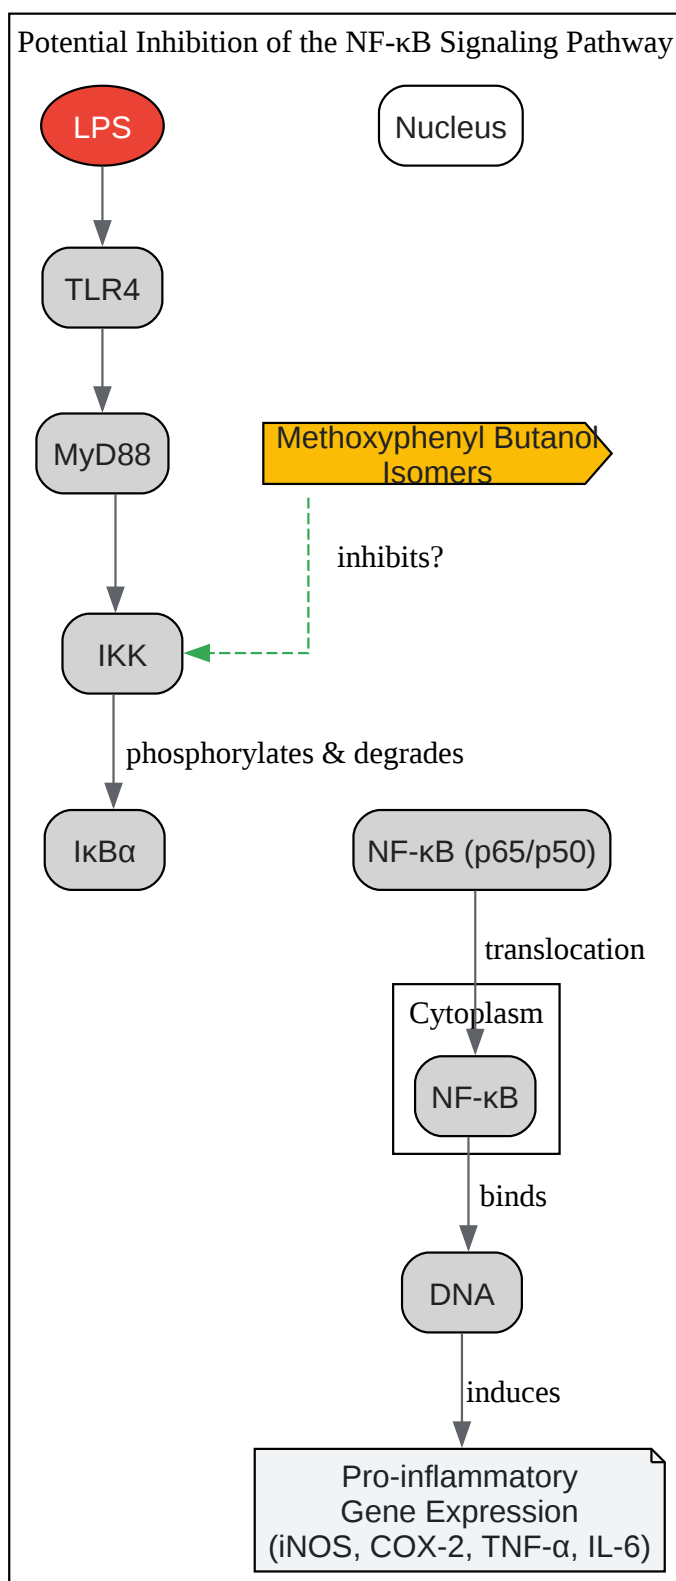 Potential Inhibition of the NF-κB Signaling Pathway
LPS
Nucleus
TLR4
MyD88
Methoxyphenyl Butanol
Isomers
inhibits?
IKK
phosphorylates & degrades
IκBα
NF-κB (p65/p50)
translocation
Cytoplasm
NF-κB
binds
DNA
induces
Pro-inflammatory
Gene Expression
(iNOS, COX-2, TNF-α, IL-6)